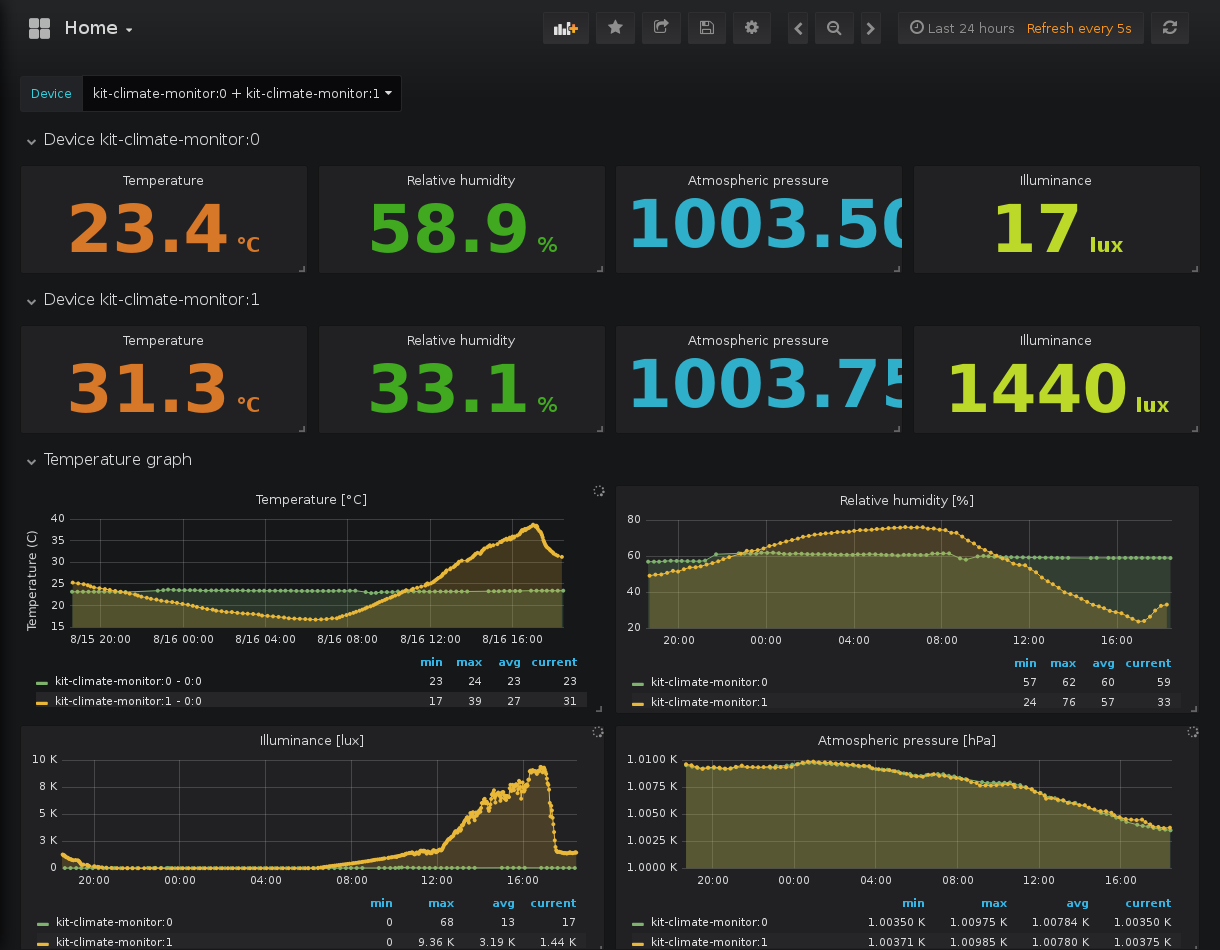 Home
Last 24 hours Refresh every 5s
Device kit-climate-monitor:0 + kit-climate-monitor:1
Device kit-climate-monitor:0
Temperature Relative humidity Atmospheric pressure Illuminance
23.4 °C 58.9 % 1003.50 17 lux
Device kit-climate-monitor:1
Temperature Relative humidity Atmospheric pressure Illuminance
31.3 °C 33.1 % 1003.75 1440 lux
Temperature graph
Temperature [°C]
Temperature (C)
40
35
30
25
20
15
8/15 20:00 8/16 00:00 8/16 04:00 8/16 08:00 8/16 12:00 8/16 16:00
min max avg current
kit-climate-monitor:0 - 0:0 23 24 23 23
kit-climate-monitor:1 - 0:0 17 39 27 31
Relative humidity [%]
80
60
40
20
20:00 00:00 04:00 08:00 12:00 16:00
min max avg current
kit-climate-monitor:0 57 62 60 59
kit-climate-monitor:1 24 76 57 33
Illuminance [lux]
10 K
8 K
5 K
3 K
0
20:00 00:00 04:00 08:00 12:00 16:00
min max avg current
kit-climate-monitor:0 0 68 13 17
kit-climate-monitor:1 0 9.36 K 3.19 K 1.44 K
Atmospheric pressure [hPa]
1.0100 K
1.0075 K
1.0050 K
1.0025 K
1.0000 K
20:00 00:00 04:00 08:00 12:00 16:00
min max avg current
kit-climate-monitor:0 1.00350 K 1.00975 K 1.00784 K 1.00350 K
kit-climate-monitor:1 1.00371 K 1.00985 K 1.00780 K 1.00375 K